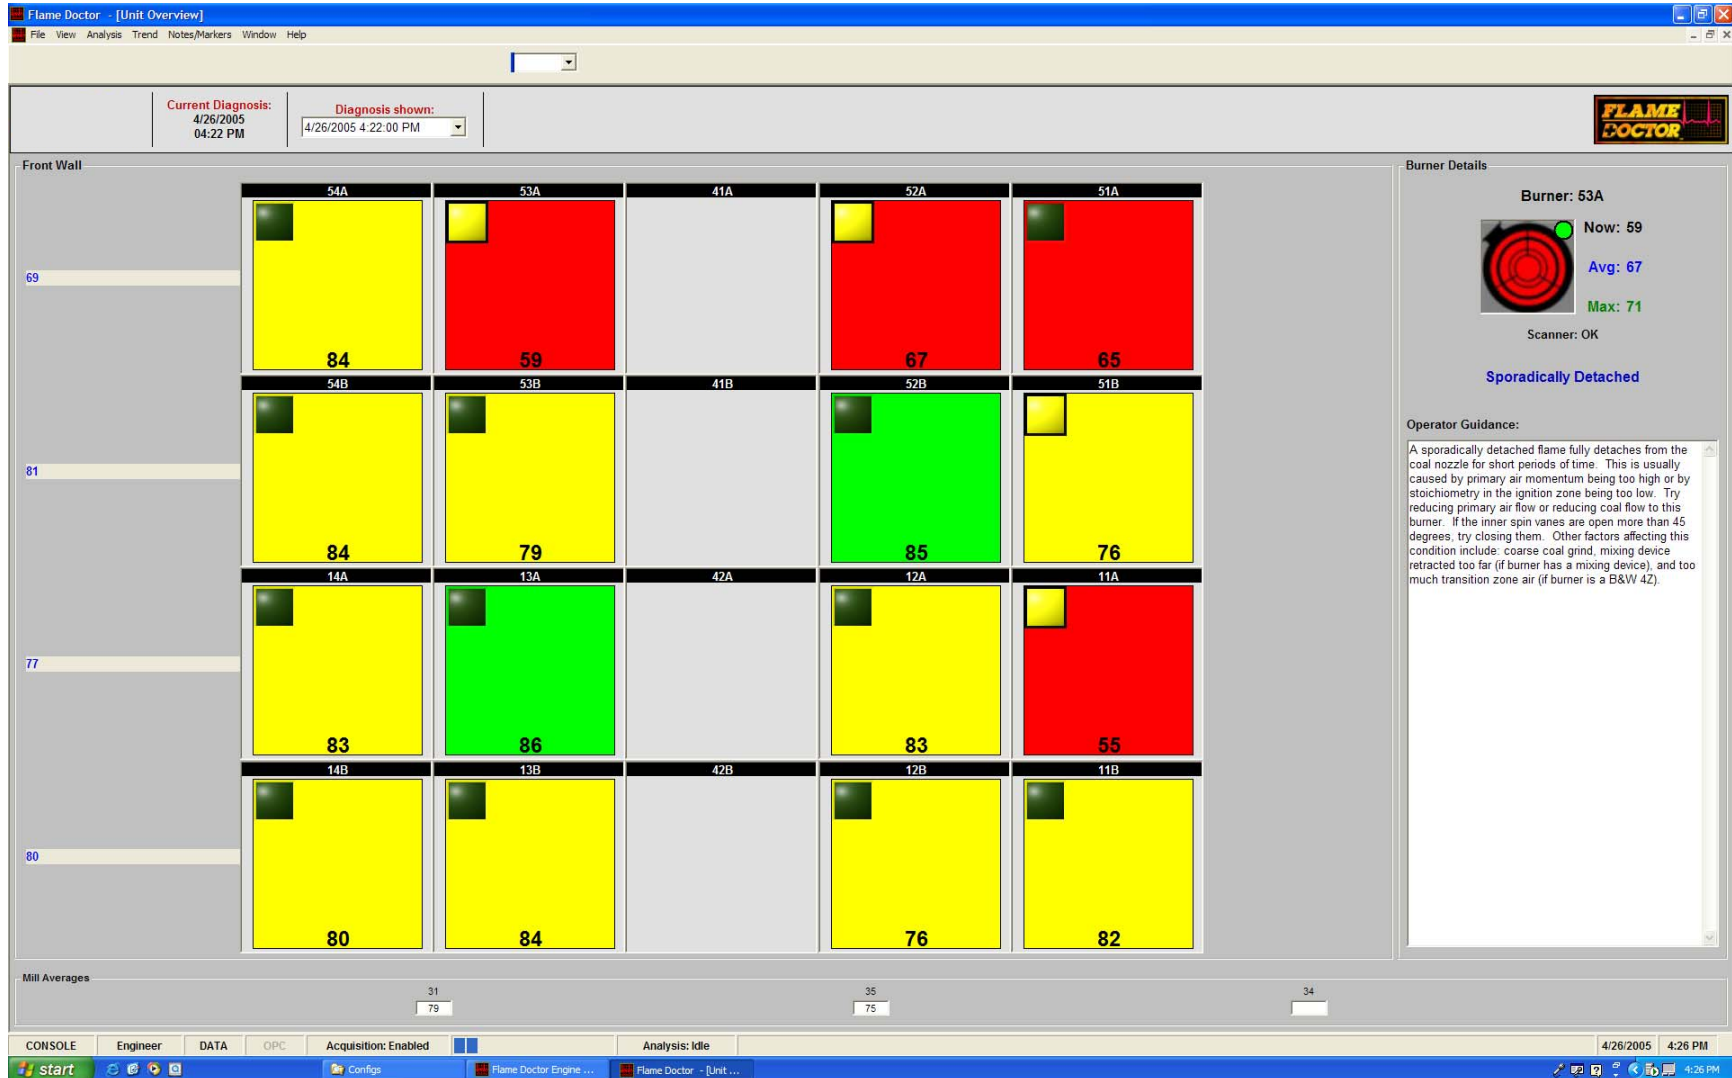 Flame Doctor - [Unit Overview]
File View Analysis Trend Notes/Markers Window Help
Current Diagnosis:
4/26/2005
04:22 PM
Diagnosis shown:
4/26/2005 4:22:00 PM
FLAME
DOCTOR
Front Wall
54A 53A 41A 52A 51A
69
84 59 67 65
54B 53B 41B 52B 51B
81
84 79 85 76
14A 13A 42A 12A 11A
77
83 86 83 55
14B 13B 42B 12B 11B
80
80 84 76 82
Burner Details
Burner: 53A
Now: 59
Avg: 67
Max: 71
Scanner: OK
Sporadically Detached
Operator Guidance:
A sporadically detached flame fully detaches from the
coal nozzle for short periods of time. This is usually
caused by primary air momentum being too high or by
stoichiometry in the ignition zone being too low. Try
reducing primary air flow or reducing coal flow to this
burner. If the inner spin vanes are open more than 45
degrees, try closing them. Other factors affecting this
condition include: coarse coal grind, mixing device
retracted too far (if burner has a mixing device), and too
much transition zone air (if burner is a B&W 4Z).
Mill Averages
31 35 34
79 75
CONSOLE Engineer DATA OPC Acquisition: Enabled Analysis: Idle 4/26/2005 4:26 PM
start Configs Flame Doctor Engine ... Flame Doctor - [Unit ... 4:26 PM